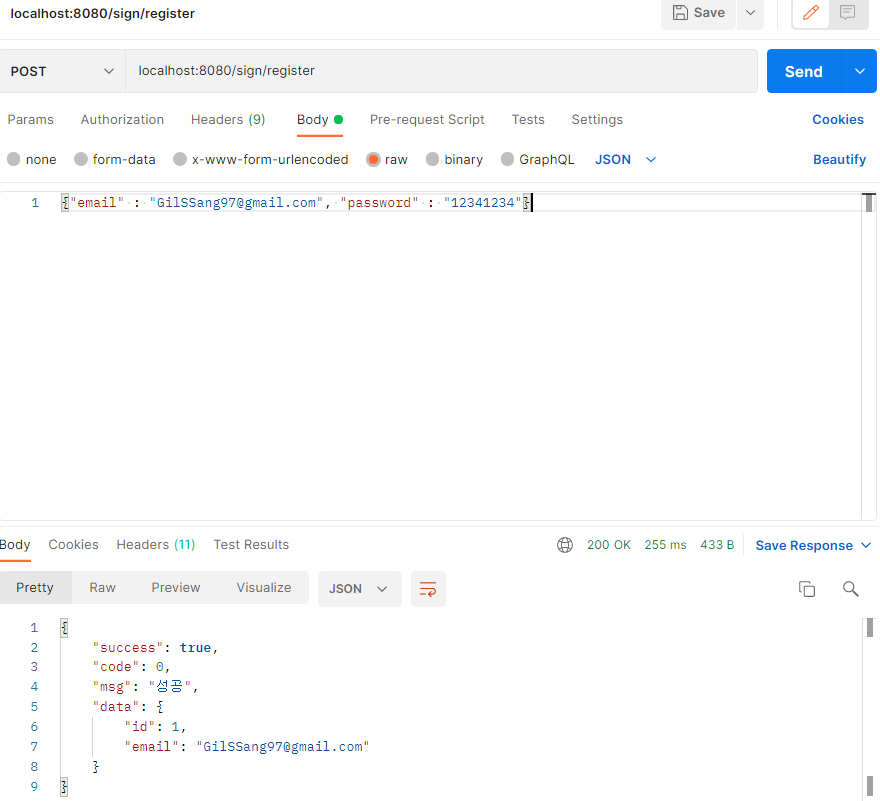 localhost:8080/sign/register
Save
POST
localhost:8080/sign/register
Send
Params Authorization Headers (9) Body Pre-request Script Tests Settings Cookies
none form-data x-www-form-urlencoded raw binary GraphQL JSON Beautify
1 {"email" : "GilSSang97@gmail.com", "password" : "12341234"}
Body Cookies Headers (11) Test Results 200 OK 255 ms 433 B Save Response
Pretty Raw Preview Visualize JSON
1 {
2 "success": true,
3 "code": 0,
4 "msg": "성공",
5 "data": {
6 "id": 1,
7 "email": "GilSSang97@gmail.com"
8 }
9 }